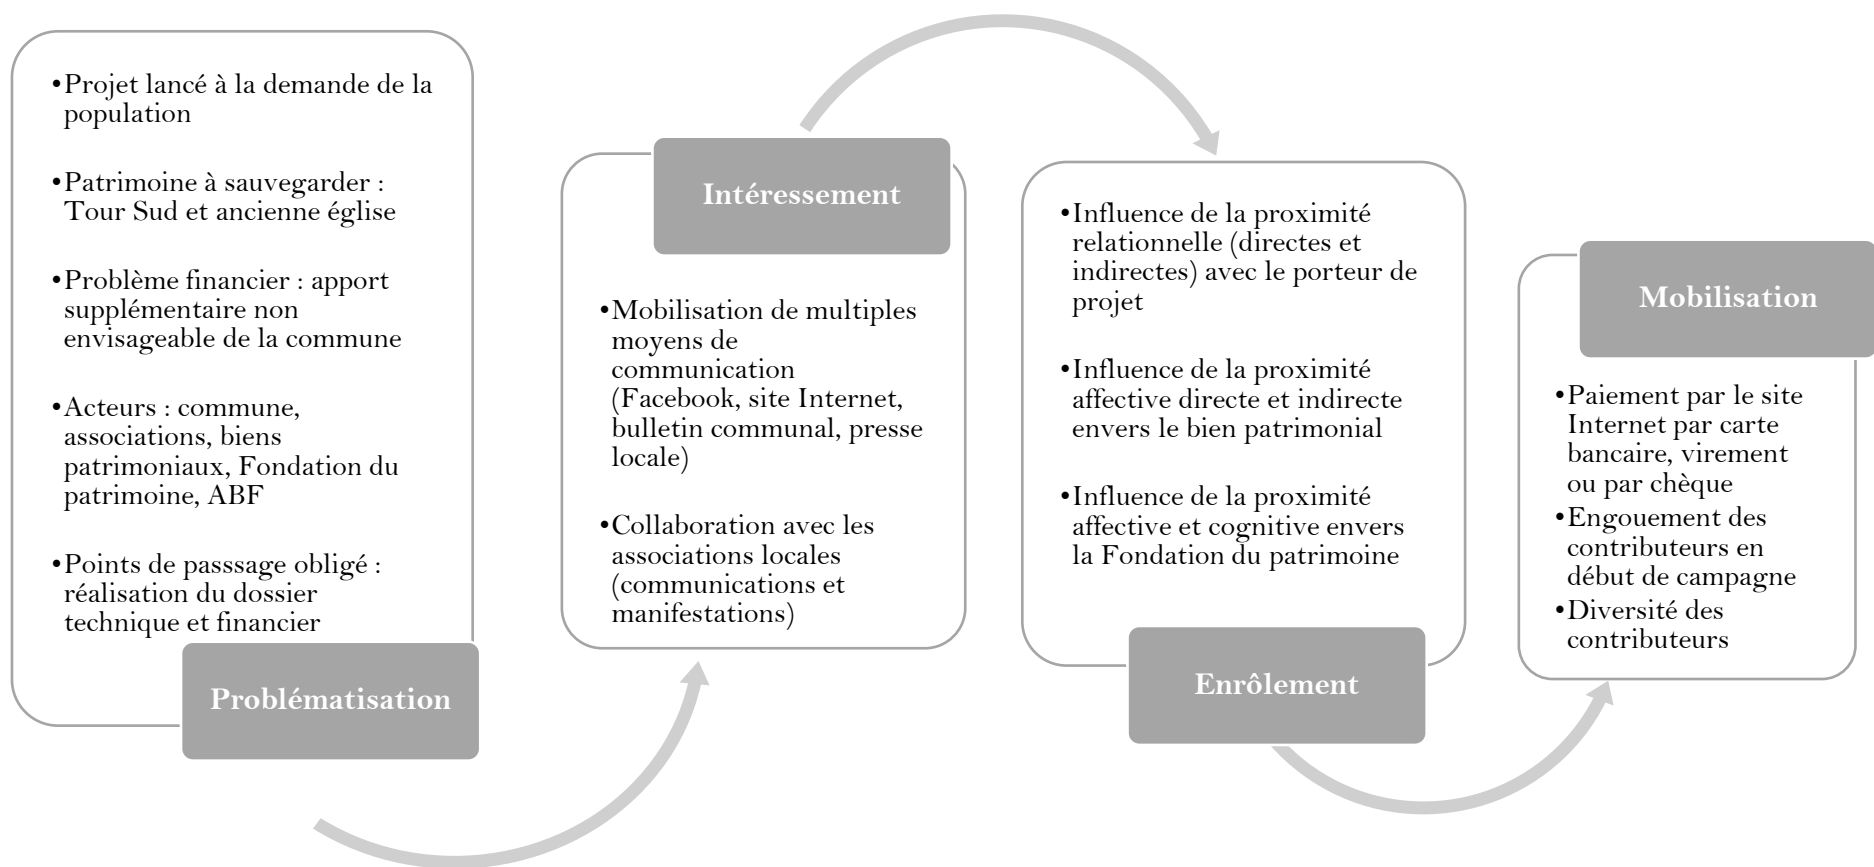 •Projet lancé à la demande de la
population
•Patrimoine à sauvegarder :
Tour Sud et ancienne église
•Problème financier : apport
supplémentaire non
envisageable de la commune
•Acteurs : commune,
associations, biens
patrimoniaux, Fondation du
patrimoine, ABF
•Points de passsage obligé :
réalisation du dossier
technique et financier
Problématisation
Intéressement
•Mobilisation de multiples
moyens de
communication
(Facebook, site Internet,
bulletin communal, presse
locale)
•Collaboration avec les
associations locale
(communications et
manifestations)
•Influence de la proximité
relationnelle (directes et
indirectes) avec le porteur de
projet
•Influence de la proximité
affective directe et indirecte
envers le bien patrimonial
•Influence de la proximité
affective et cognitive envers
la Fondation du patrimoine
Enrôlement
Mobilisation
•Paiement par le site
Internet par carte
bancaire, virement
ou par chèque
•Engouement des
contributeurs en
début de campagne
•Diversité des
contributeurs